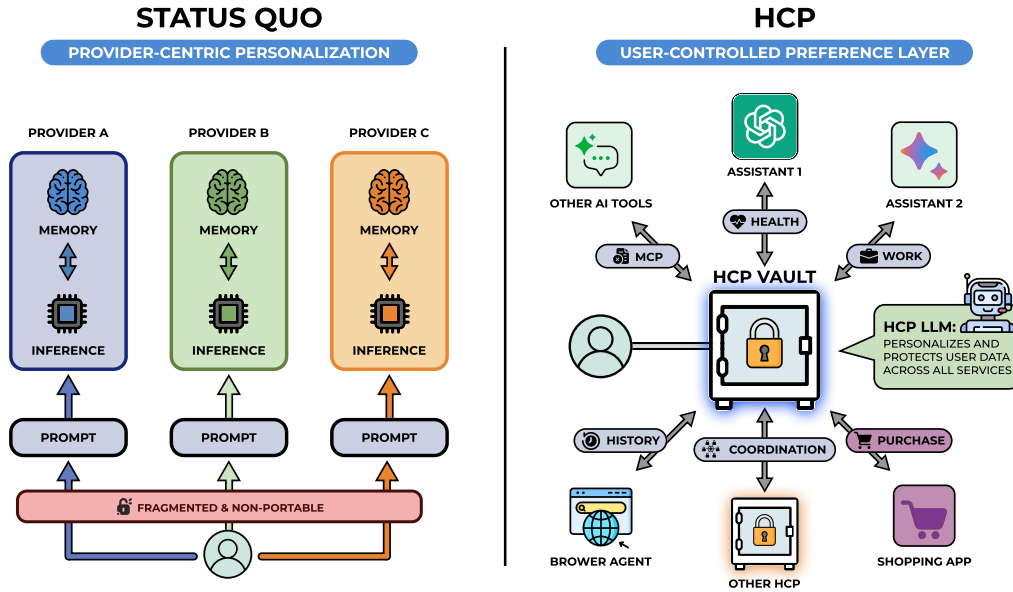 STATUS QUO
PROVIDER-CENTRIC PERSONALIZATION
PROVIDER A
PROVIDER B
PROVIDER C
MEMORY
MEMORY
MEMORY
INFERENCE
INFERENCE
INFERENCE
PROMPT
PROMPT
PROMPT
FRAGMENTED & NON-PORTABLE
HCP
USER-CONTROLLED PREFERENCE LAYER
OTHER AI TOOLS
ASSISTANT 1
ASSISTANT 2
MCP
HEALTH
WORK
HCP VAULT
HCP LLM:
PERSONALIZES AND
PROTECTS USER DATA
ACROSS ALL SERVICES
HISTORY
COORDINATION
PURCHASE
BROWER AGENT
OTHER HCP
SHOPPING APP